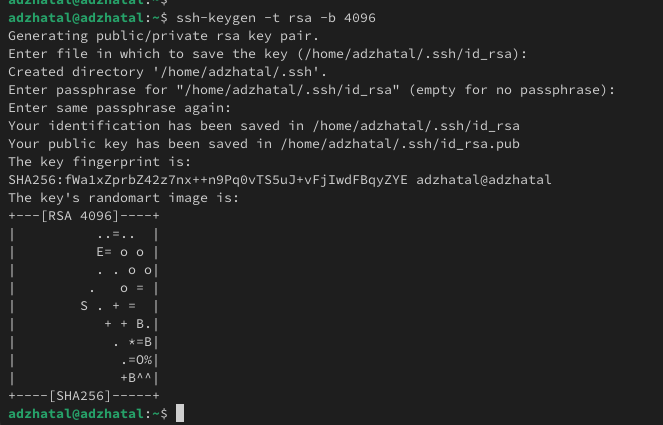 adzhatal@adzhatal:~$
adzhatal@adzhatal:~$ ssh-keygen -t rsa -b 4096
Generating public/private rsa key pair.
Enter file in which to save the key (/home/adzhatal/.ssh/id_rsa):
Created directory '/home/adzhatal/.ssh'.
Enter passphrase for "/home/adzhatal/.ssh/id_rsa" (empty for no passphrase):
Enter same passphrase again:
Your identification has been saved in /home/adzhatal/.ssh/id_rsa
Your public key has been saved in /home/adzhatal/.ssh/id_rsa.pub
The key fingerprint is:
SHA256:fWa1xZprbZ42z7nx++n9Pq0vTS5uJ+vFjIwdFBqyZYE adzhatal@adzhatal
The key's randomart image is:
+---[RSA 4096]----+
|          ..=..  |
|          E= o o |
|          . . o o|
|         .   o = |
|        S . + =  |
|           + + B.|
|            . *=B|
|             .=O%|
|             +B^^|
+----[SHA256]-----+
adzhatal@adzhatal:~$